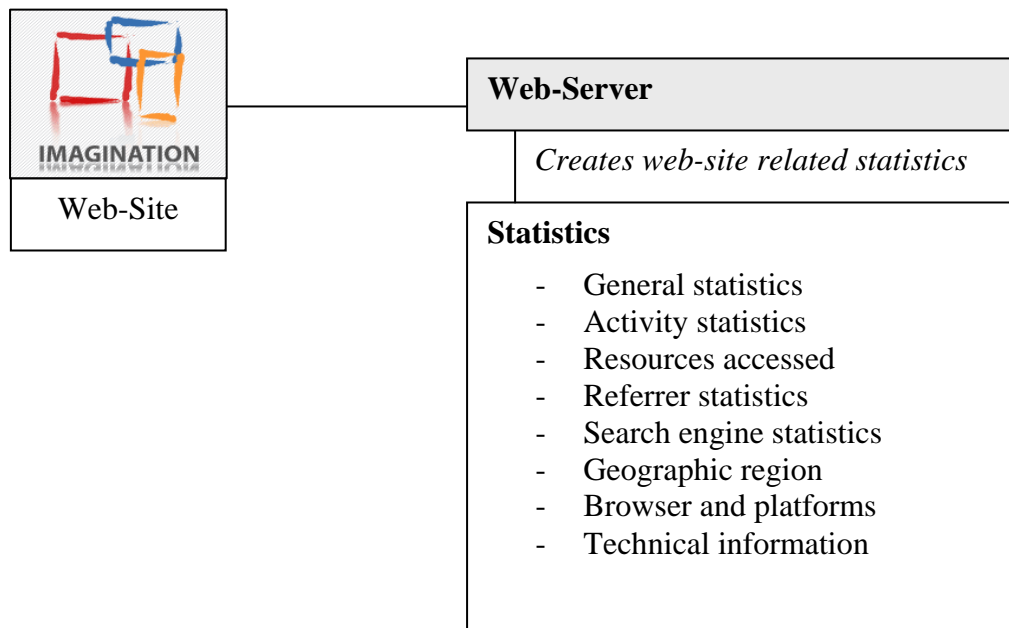 IMAGINATION
Web-Site
Web-Server
Creates web-site related statistics
Statistics
- General statistics
- Activity statistics
- Resources accessed
- Referrer statistics
- Search engine statistics
- Geographic region
- Browser and platforms
- Technical information